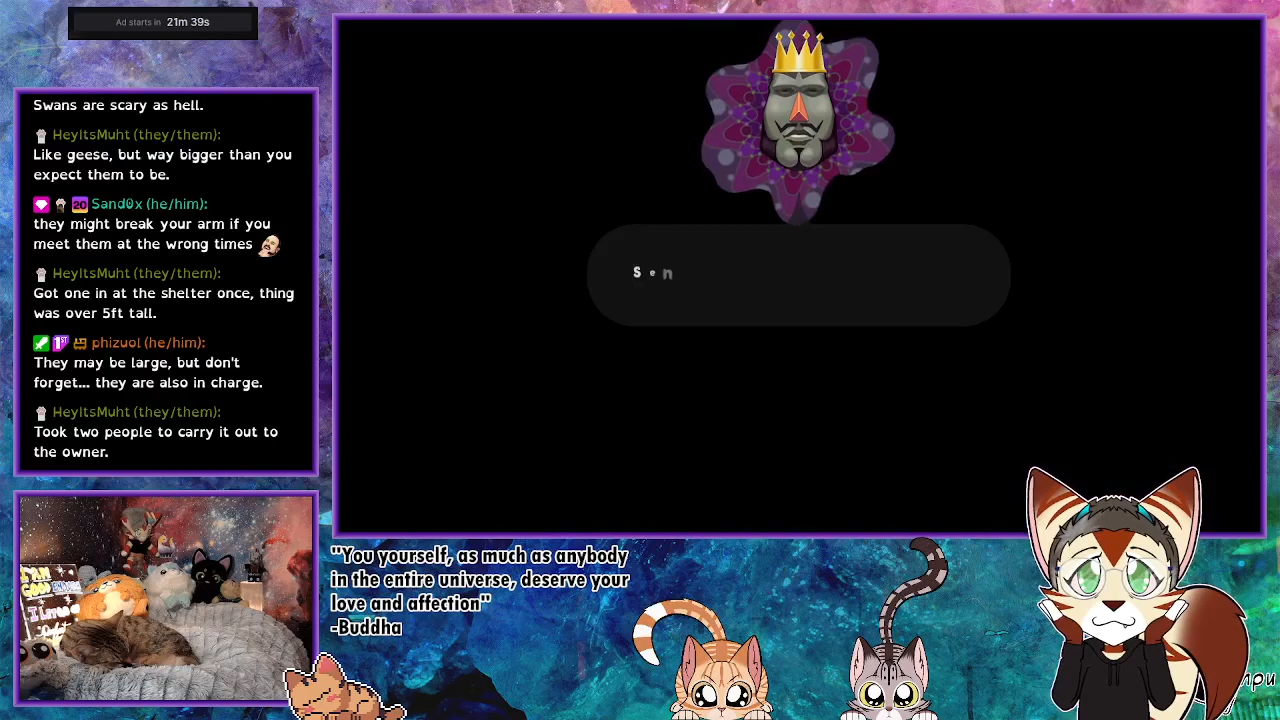 Ad starts in 21m 39s
Swans are scary as hell.
HeyItsMuht (they/them):
Like geese, but way bigger than you
expect them to be.
20 Sand0x (he/him):
they might break your arm if you
meet them at the wrong times
HeyItsMuht (they/them):
Got one in at the shelter once, thing
was over 5ft tall.
1ST phizuol (he/him):
They may be large, but don't
forget... they are also in charge.
HeyItsMuht (they/them):
Took two people to carry it out to
the owner.
Sen
I AM
GOOD
"You yourself, as much as anybody
in the entire universe, deserve your
love and affection"
-Buddha